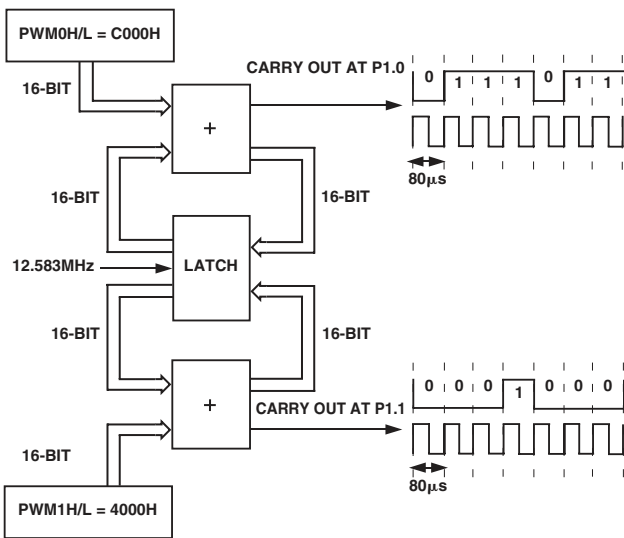 PWM0H/L = C000H
16-BIT
CARRY OUT AT P1.0
0 1 1 1 0 1 1
80μs
16-BIT
16-BIT
12.583MHz
LATCH
16-BIT
16-BIT
+
+
CARRY OUT AT P1.1
0 0 0 1 0 0 0
80μs
16-BIT
PWM1H/L = 4000H